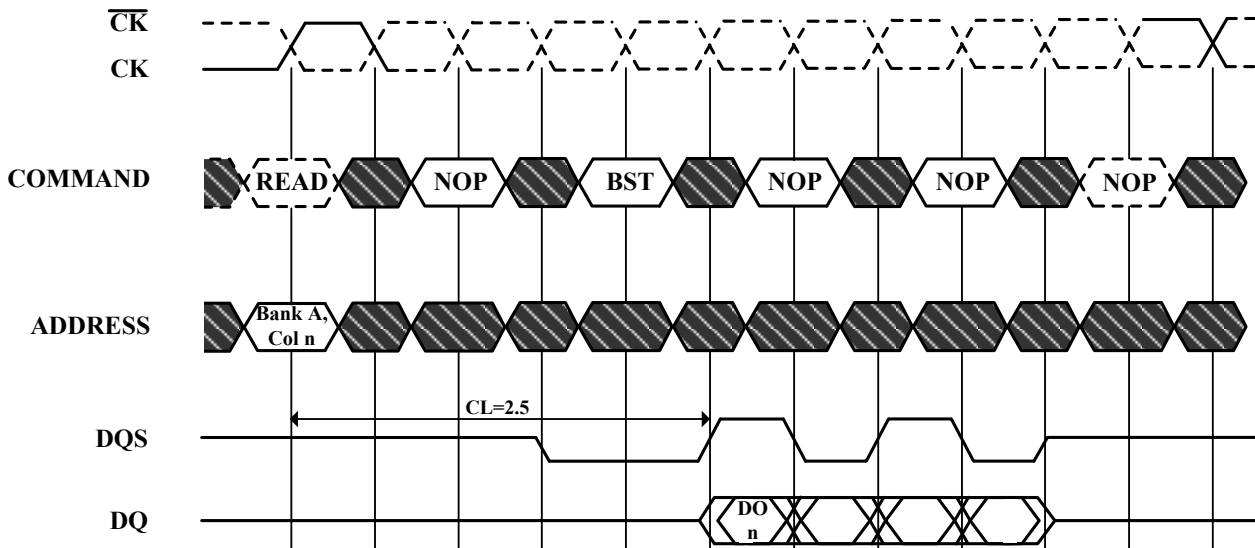 CK
CK
COMMAND READ NOP BST NOP NOP NOP
ADDRESS Bank A,
Col n
CL=2.5
DQS
DQ DO
n